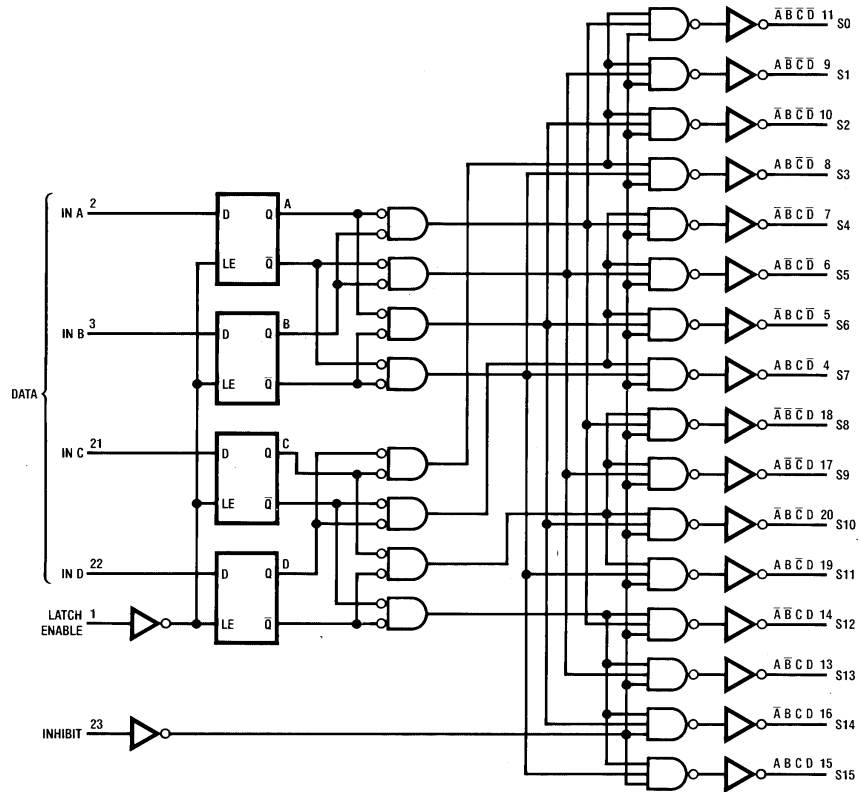 A̅ B̅ C̅ D̅ 11 S0
A B̅ C̅ D̅ 9 S1
A̅ B C̅ D̅ 10 S2
A B C̅ D̅ 8 S3
A̅ B̅ C D̅ 7 S4
A B̅ C D̅ 6 S5
A̅ B C D̅ 5 S6
A B C D̅ 4 S7
A̅ B̅ C̅ D 18 S8
A B̅ C̅ D 17 S9
A̅ B C̅ D 20 S10
A B C̅ D 19 S11
A̅ B̅ C D 14 S12
A B̅ C D 13 S13
A̅ B C D 16 S14
A B C D 15 S15
DATA
IN A 2 D Q A
LE Q̅
IN B 3 D Q B
LE Q̅
IN C 21 D Q C
LE Q̅
IN D 22 D Q D
LATCH ENABLE 1 LE Q̅
INHIBIT 23